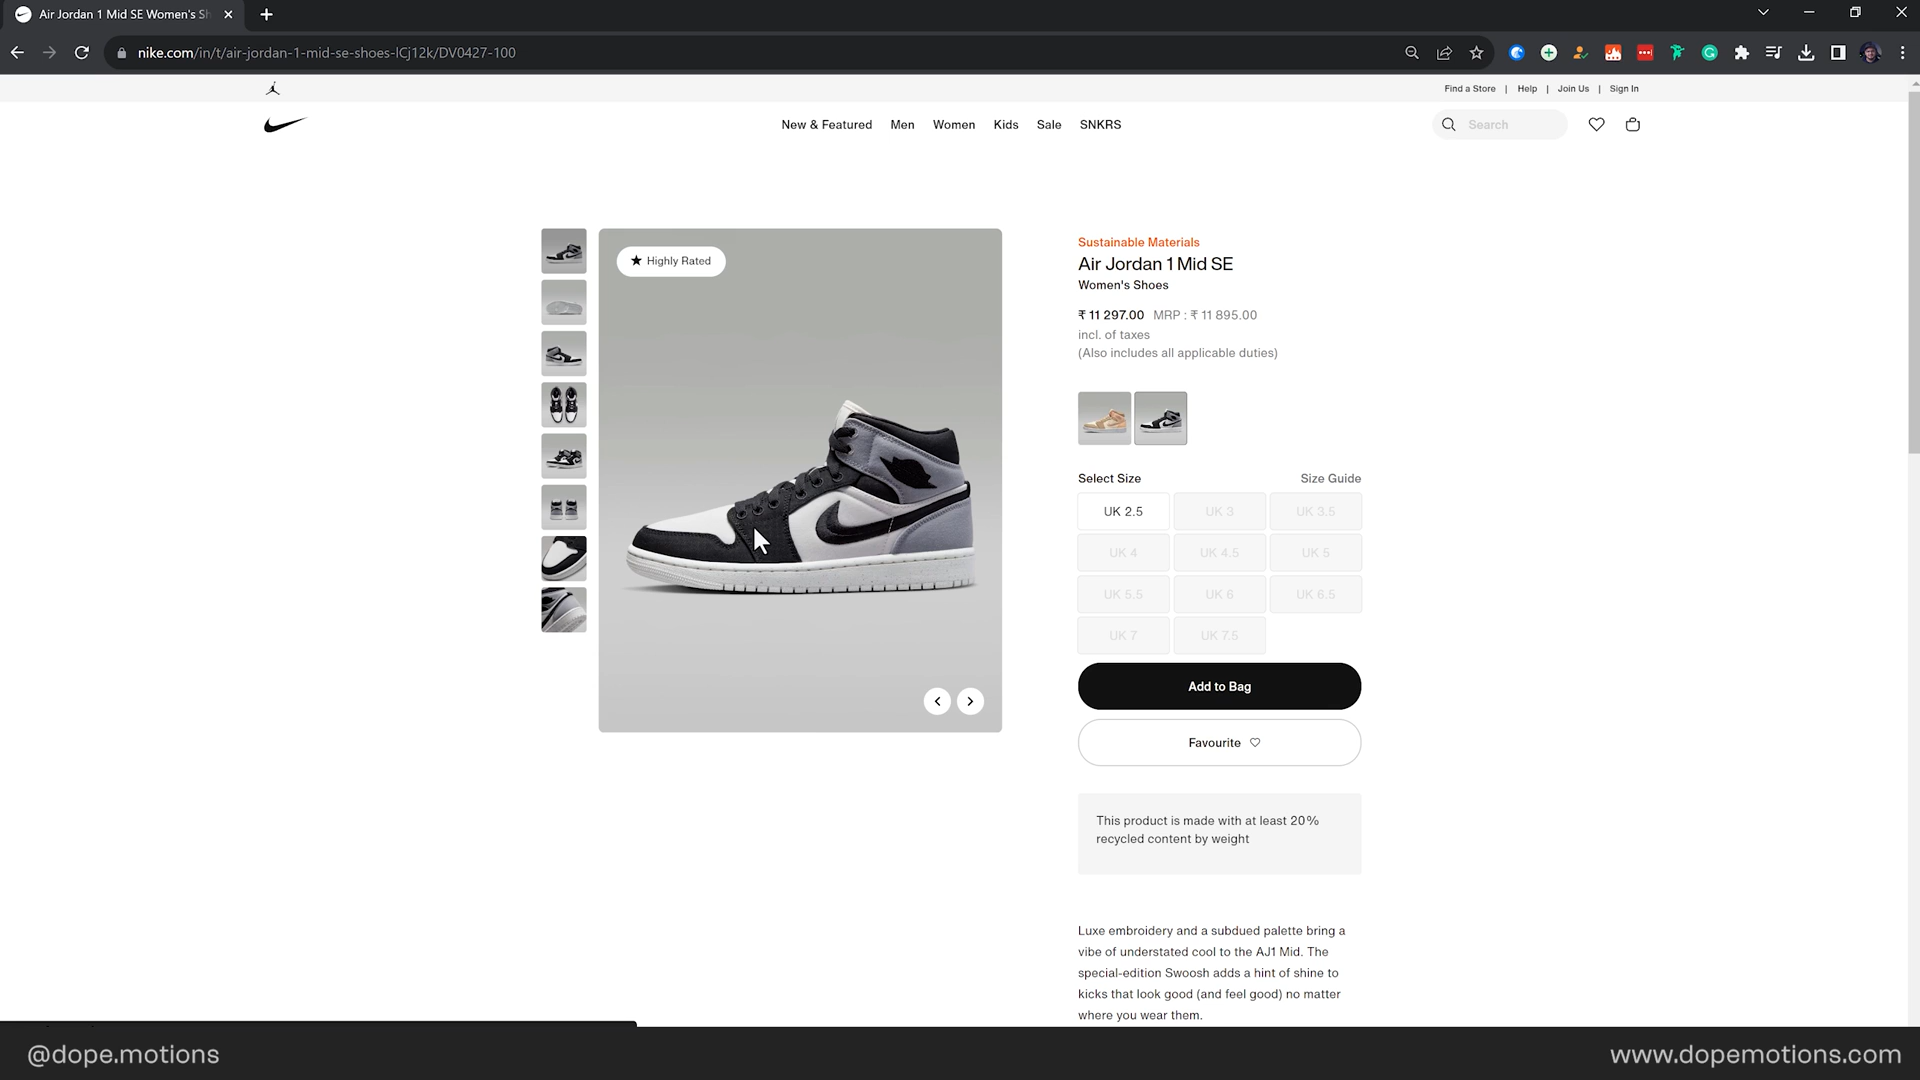 Air Jordan 1 Mid SE Women's Sh
nike.com/in/t/air-jordan-1-mid-se-shoes-lCj12k/DV0427-100
Find a Store | Help | Join Us | Sign In
New & Featured Men Women Kids Sale SNKRS
Search
★ Highly Rated
Sustainable Materials
Air Jordan 1 Mid SE
Women's Shoes
₹ 11 297.00 MRP : ₹ 11 895.00
incl. of taxes
(Also includes all applicable duties)
Select Size Size Guide
UK 2.5 UK 3 UK 3.5
UK 4 UK 4.5 UK 5
UK 5.5 UK 6 UK 6.5
UK 7 UK 7.5
Add to Bag
Favourite
This product is made with at least 20%
recycled content by weight
Luxe embroidery and a subdued palette bring a
vibe of understated cool to the AJ1 Mid. The
special-edition Swoosh adds a hint of shine to
kicks that look good (and feel good) no matter
where you wear them.
@dope.motions www.dopemotions.com